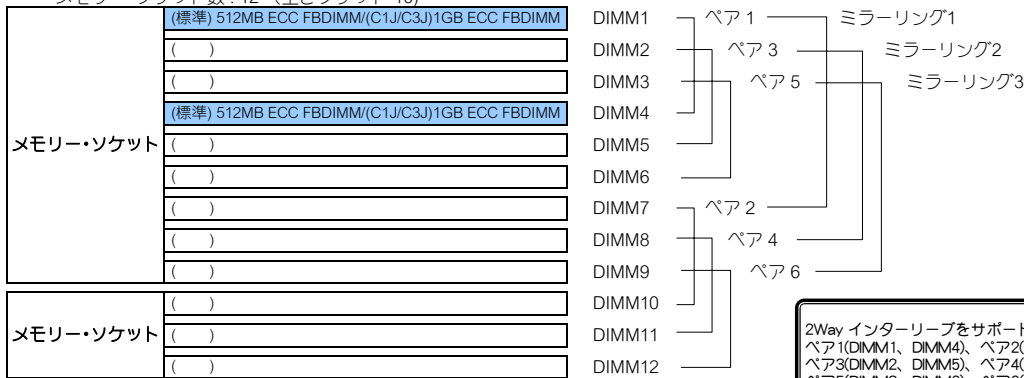 (標準) 512MB ECC FBDIMM/(C1J/C3J)1GB ECC FBDIMM DIMM1 ペア 1 ミラーリング1
( ) DIMM2 ペア 3 ミラーリング2
( ) DIMM3 ペア 5 ミラーリング3
(標準) 512MB ECC FBDIMM/(C1J/C3J)1GB ECC FBDIMM DIMM4
メモリー・ソケット ( ) DIMM5
( ) DIMM6
( ) DIMM7 ペア 2
( ) DIMM8 ペア 4
( ) DIMM9 ペア 6
( ) DIMM10
メモリー・ソケット ( ) DIMM11
( ) DIMM12
2Way インターリーブをサポート
ペア1(DIMM1、DIMM4)、ペア2(
ペア3(DIMM2、DIMM5)、ペア4(